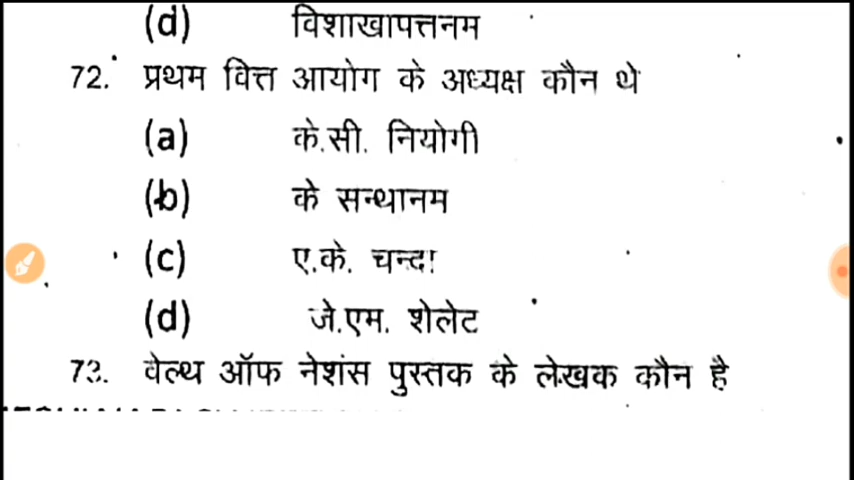 (d) विशाखापत्तनम
72. प्रथम वित्त आयोग के अध्यक्ष कौन थे
(a) के.सी. नियोगी
(b) के सन्थानम
(c) ए.के. चन्दा
(d) जे.एम. शेलेट
73. वेल्थ ऑफ नेशंस पुस्तक के लेखक कौन है